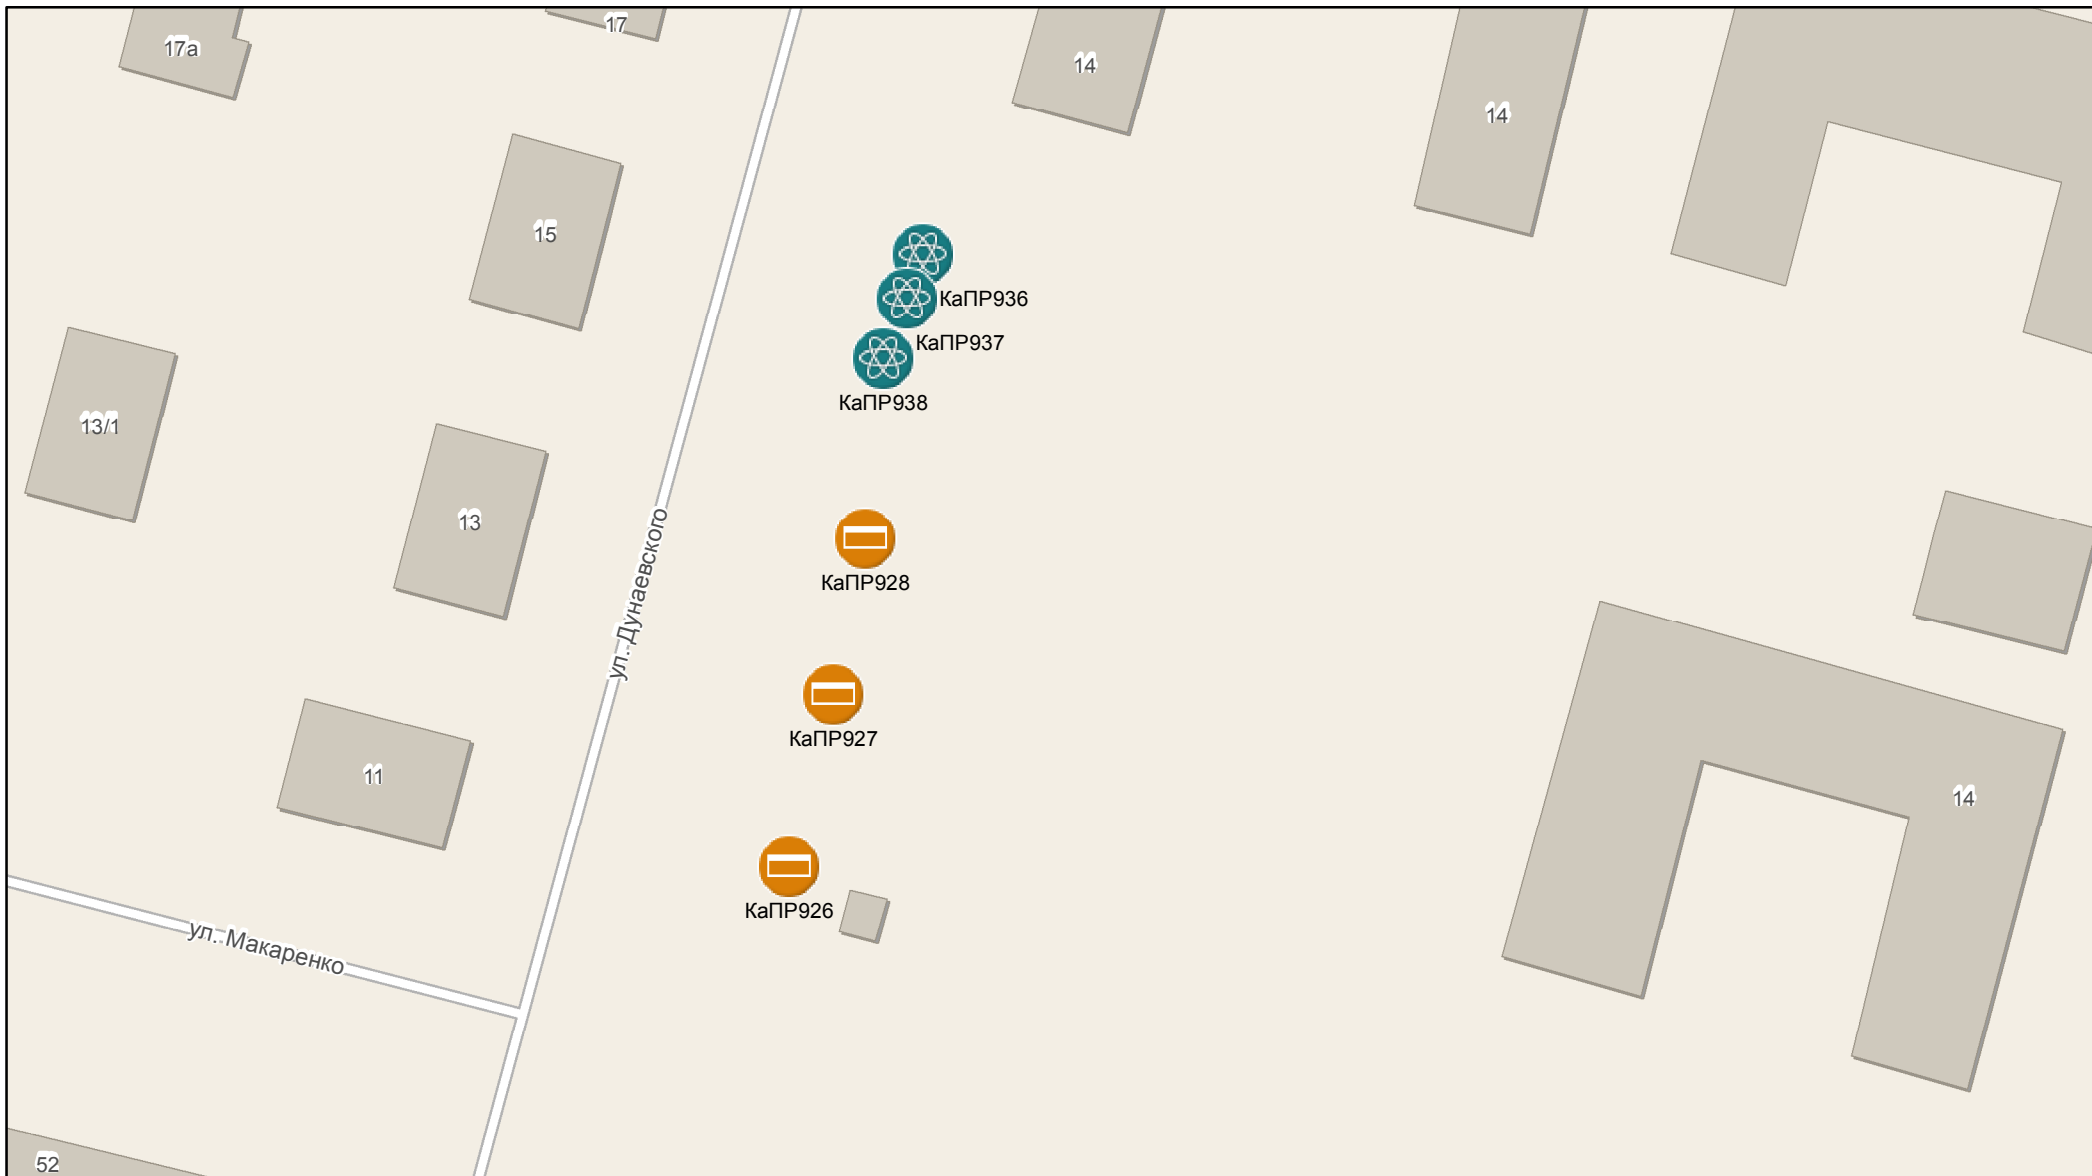 17
17а
14
14
15
КаПР936
КаПР937
КаПР938
13/1
13
ул. Дунаевского
КаПР928
КаПР927
11
14
КаПР926
ул. Макаренко
52